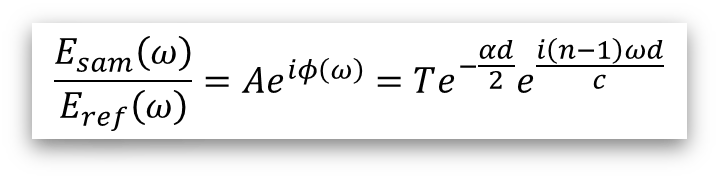 E_sam(ω)/E_ref(ω) = Ae^{iϕ(ω)} = Te^{-αd/2}e^{i(n−1)ωd/c}